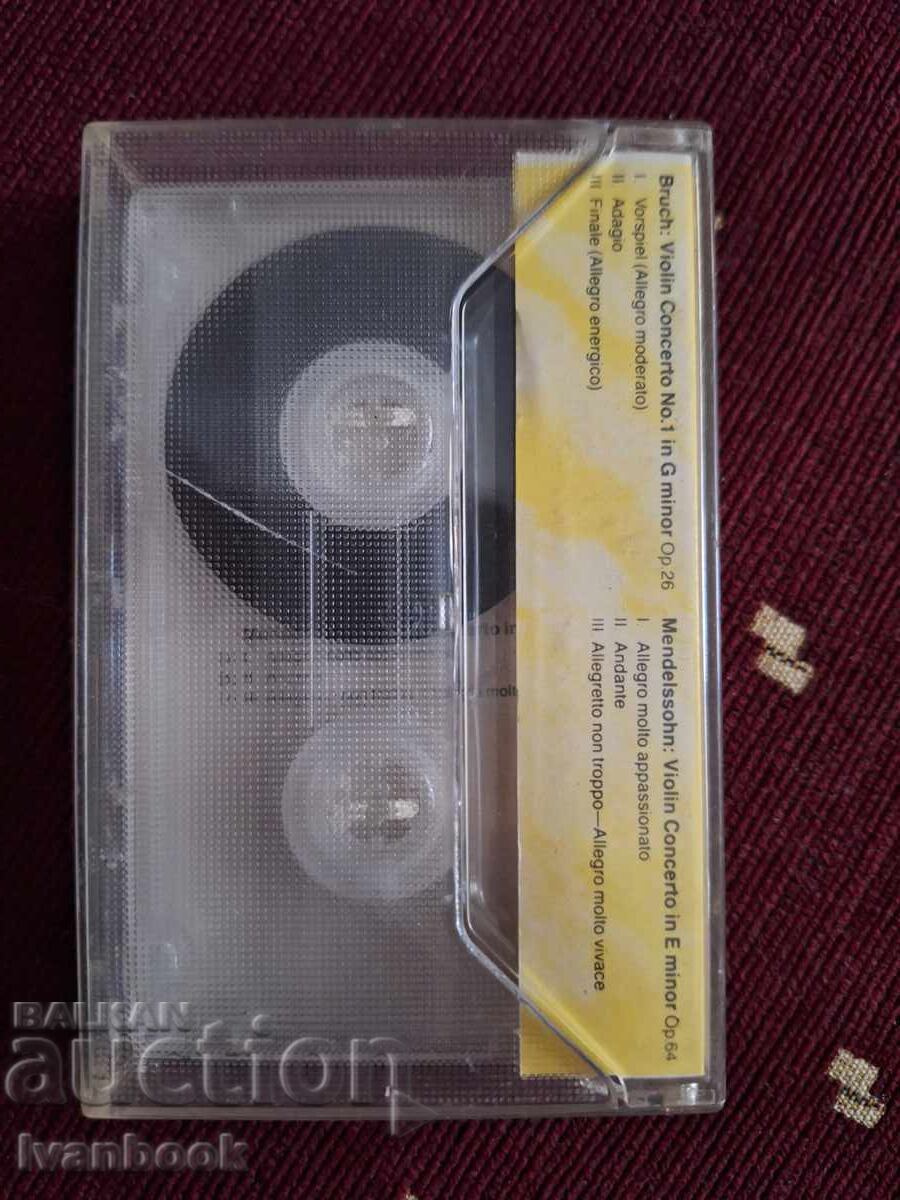 Bruch: Violin Concerto No.1 in G minor Op.26
I. Vorspiel (Allegro moderato)
II Adagio
III Finale (Allegro energico)
Mendelssohn: Violin Concerto in E minor Op.64
I Allegro molto appassionato
II Andante
III Allegretto non troppo—Allegro molto vivace
BALKAN
auction
Ivanbook